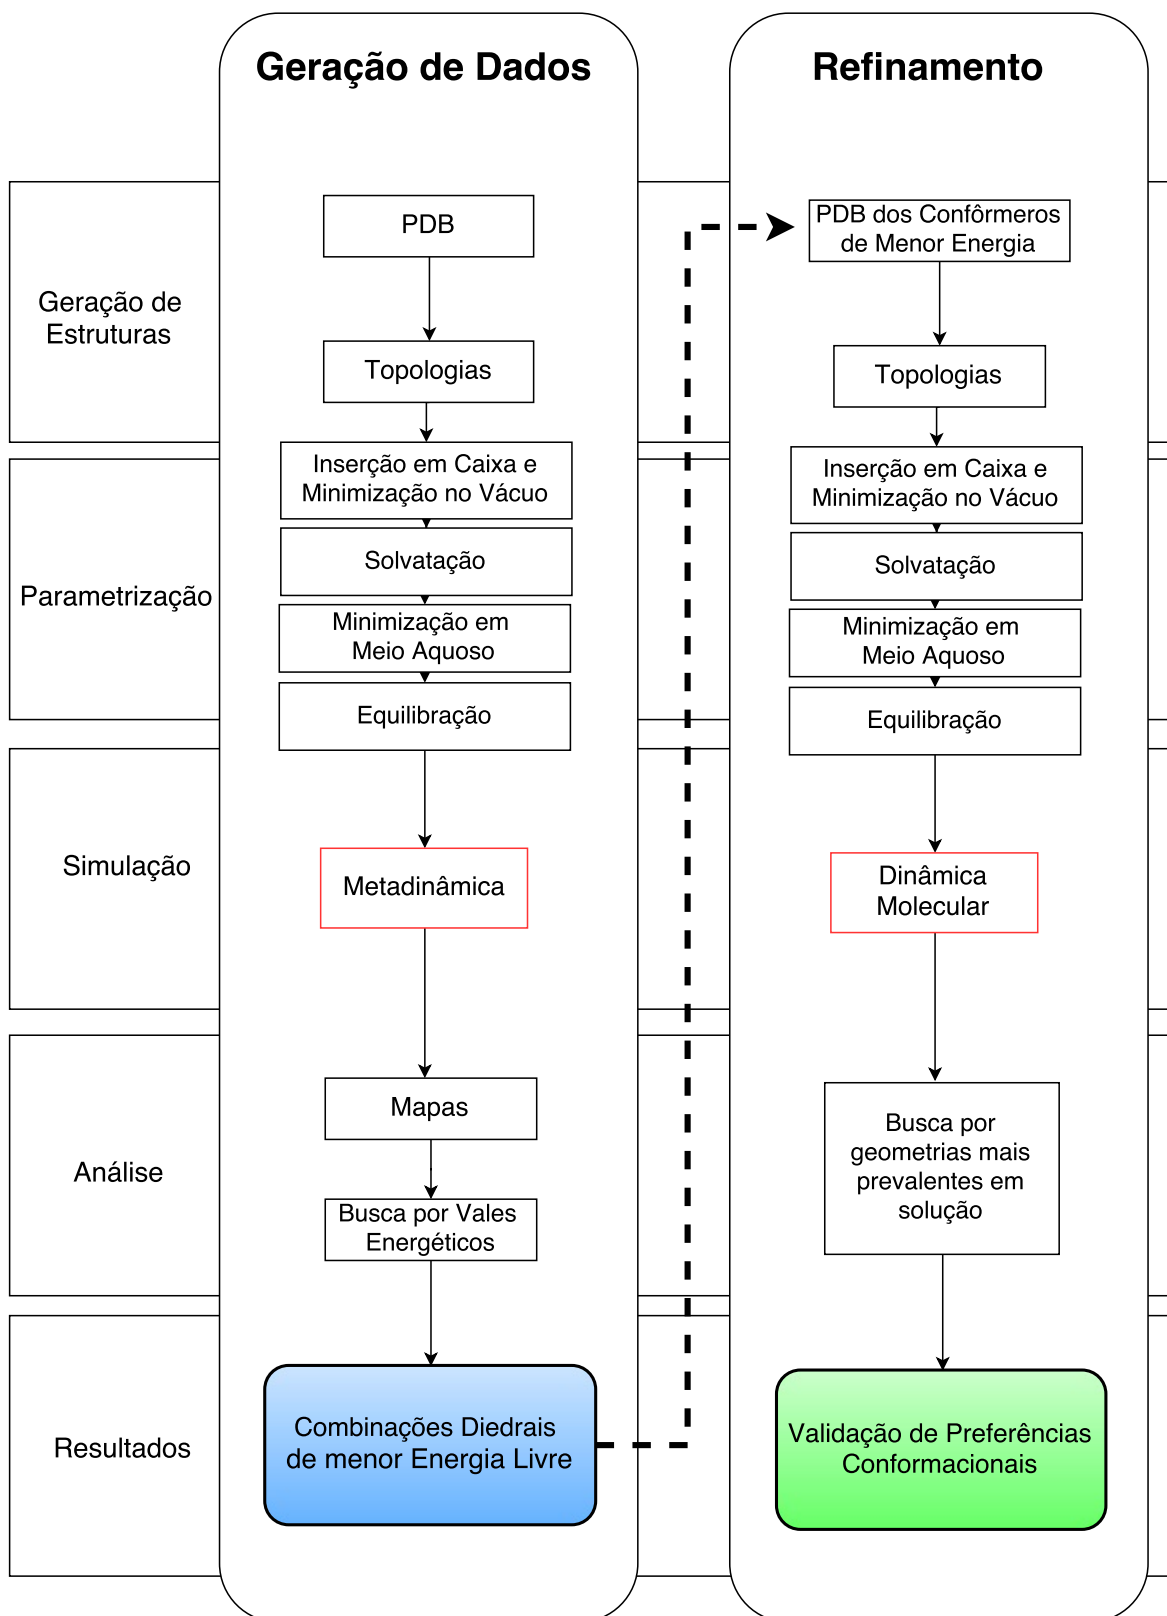 Geração de Dados
Refinamento
Geração de
Estruturas
PDB
Topologias
PDB dos Confôrmeros
de Menor Energia
Topologias
Parametrização
Inserção em Caixa e
Minimização no Vácuo
Solvatação
Minimização em
Meio Aquoso
Equilibração
Inserção em Caixa e
Minimização no Vácuo
Solvatação
Minimização em
Meio Aquoso
Equilibração
Simulação
Metadinâmica
Dinâmica
Molecular
Análise
Mapas
Busca por Vales
Energéticos
Busca por
geometrias mais
prevalentes em
solução
Resultados
Combinações Diedrais
de menor Energia Livre
Validação de Preferências
Conformacionais